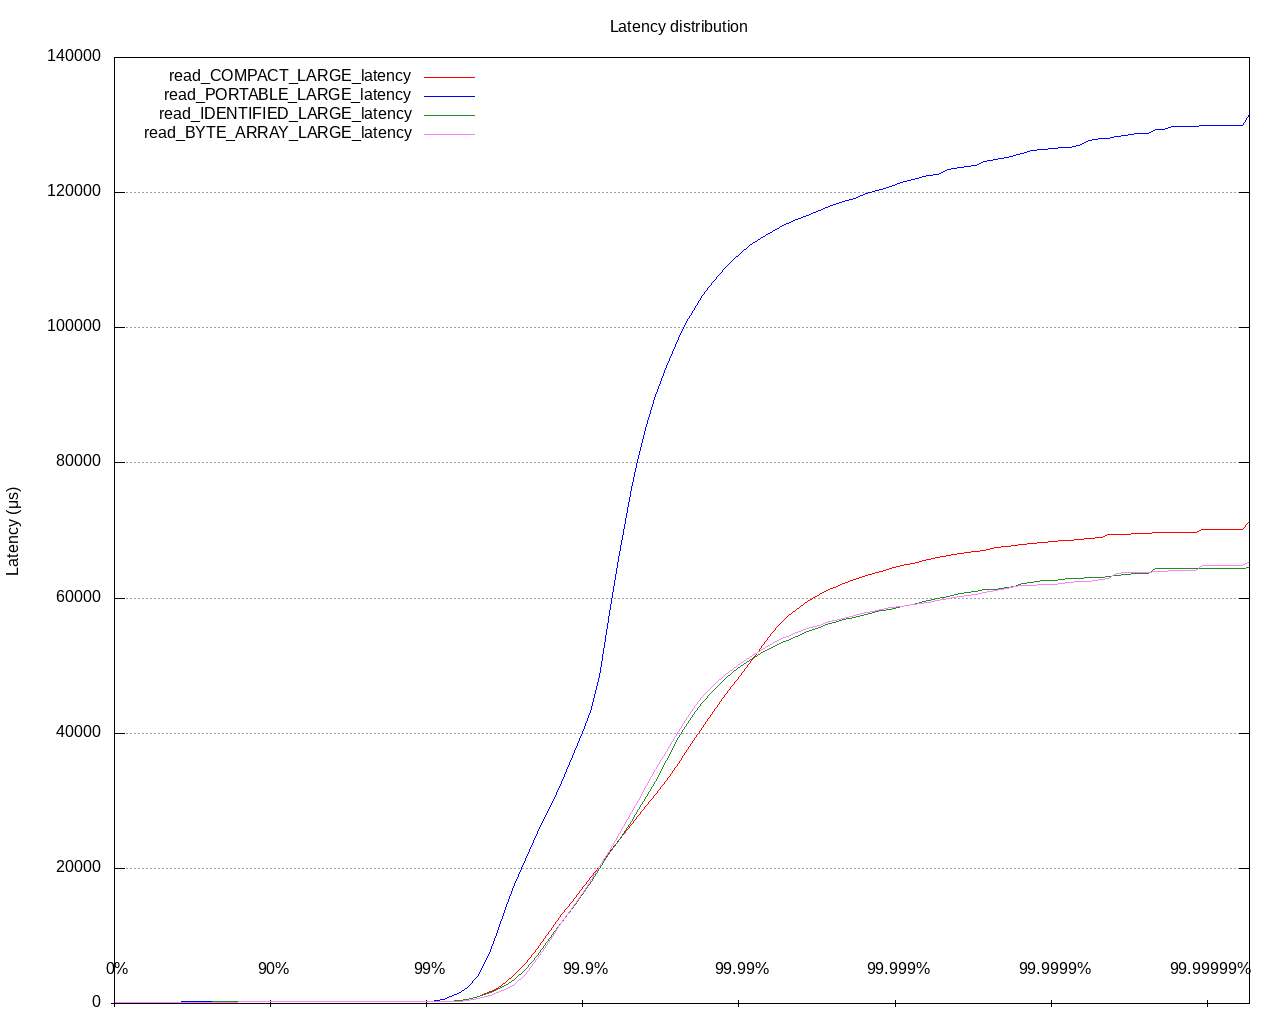 Latency distribution
140000
120000
100000
80000
60000
40000
20000
0
Latency (µs)
read_COMPACT_LARGE_latency
read_PORTABLE_LARGE_latency
read_IDENTIFIED_LARGE_latency
read_BYTE_ARRAY_LARGE_latency
0% 90% 99% 99.9% 99.99% 99.999% 99.9999% 99.99999%